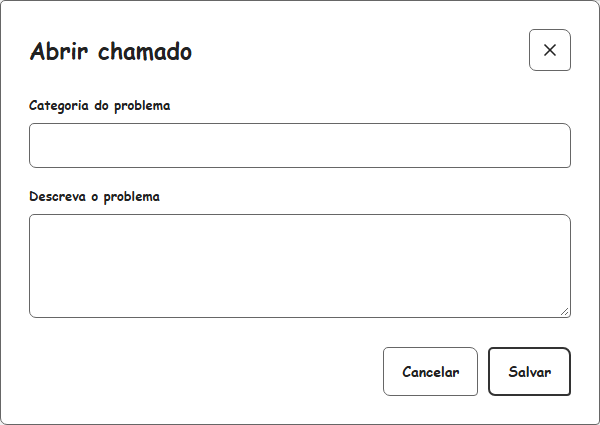 Abrir chamado
Categoria do problema
Descreva o problema
Cancelar
Salvar